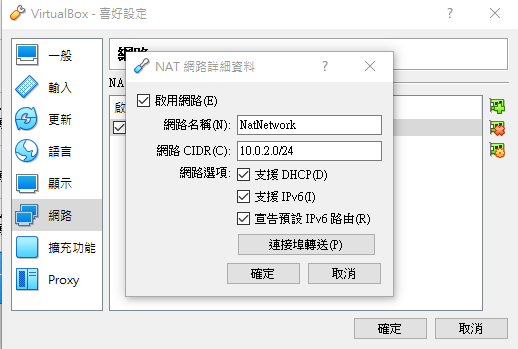 VirtualBox - 喜好設定
一般
輸入
更新
語言
顯示
網路
擴充功能
Proxy
網路
NA
NAT 網路詳細資料
啟用網路(E)
網路名稱(N): NatNetwork
網路 CIDR(C): 10.0.2.0/24
網路選項: 支援 DHCP(D)
支援 IPv6(I)
宣告預設 IPv6 路由(R)
連接埠轉送(P)
確定 取消
確定 取消